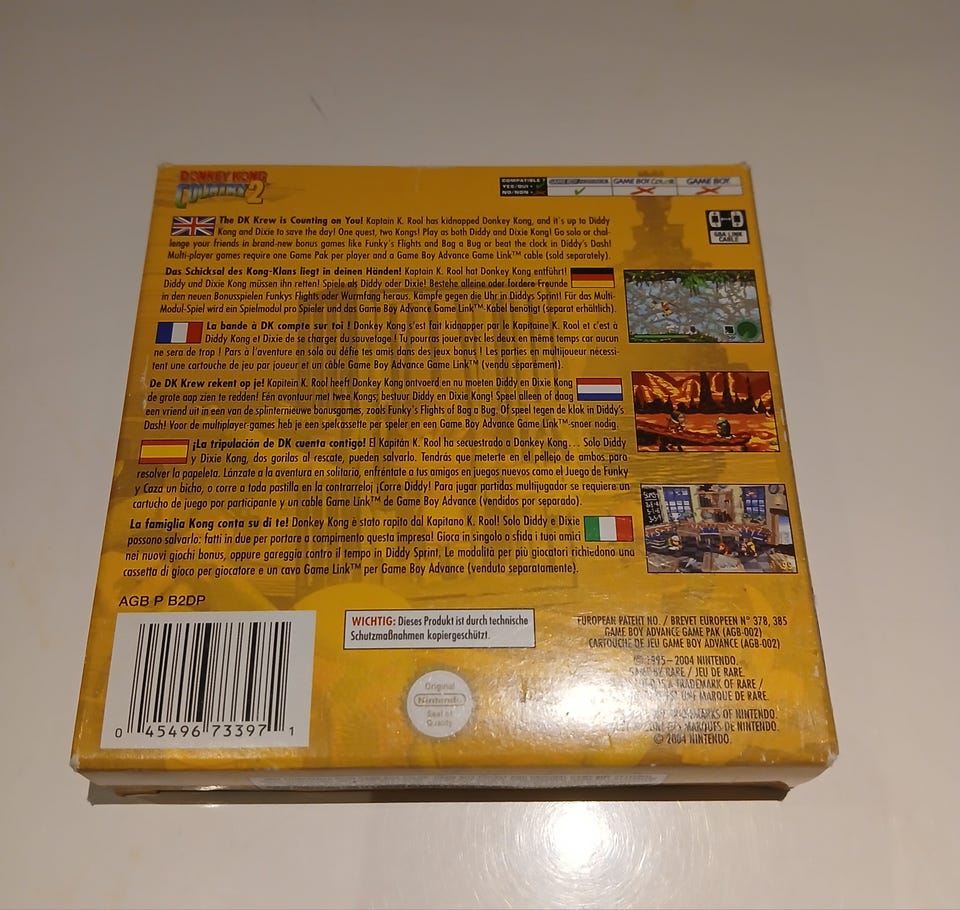 DONKEY KONG
COUNTRY 2
COMPATIBLE?
YES/OUI =
NO/NON =
GAME BOY ADVANCE
GAME BOY COLOR
GAME BOY
GBA LINK
CABLE
The DK Krew is Counting on You! Kaptain K. Rool has kidnapped Donkey Kong, and it's up to Diddy
Kong and Dixie to save the day! One quest, two Kongs! Play as both Diddy and Dixie Kong! Go solo or chal-
lenge your friends in brand-new bonus games like Funky's Flights and Bag a Bug or beat the clock in Diddy's Dash!
Multi-player games require one Game Pak per player and a Game Boy Advance Game Link™ cable (sold separately).
Das Schicksal des Kong-Klans liegt in deinen Händen! Kaptain K. Rool hat Donkey Kong entführt!
Diddy und Dixie Kong müssen ihn retten! Spiele als Diddy oder Dixie! Bestehe alleine oder fordere Freunde
in den neuen Bonusspielen Funkys Flights oder Wurmfang heraus. Kämpfe gegen die Uhr in Diddys Sprint! Für das Multi-
Modul-Spiel wird ein Spielmodul pro Spieler und das Game Boy Advance Game Link™-Kabel benötigt (separat erhältlich).
La bande à DK compte sur toi ! Donkey Kong s'est fait kidnapper par le Kapitaine K. Rool et c'est à
Diddy Kong et Dixie de se charger du sauvetage ! Tu pourras jouer avec les deux en même temps car aucun
ne sera de trop ! Pars à l'aventure en solo ou défie tes amis dans des jeux bonus ! Les parties en multijoueur nécessi-
tent une cartouche de jeu par joueur et un câble Game Boy Advance Game Link™ (vendu séparément).
De DK Krew rekent op je! Kapitein K. Rool heeft Donkey Kong ontvoerd en nu moeten Diddy en Dixie Kong
de grote aap zien te redden! Eén avontuur met twee Kongs; bestuur Diddy en Dixie Kong! Speel alleen of daag
een vriend uit in een van de splinternieuwe bonusgames, zoals Funky's Flights of Bag a Bug. Of speel tegen de klok in Diddy's
Dash! Voor de multiplayer-games heb je een spelcassette per speler en een Game Boy Advance Game Link™-snoer nodig.
¡La tripulación de DK cuenta contigo! El Kapitán K. Rool ha secuestrado a Donkey Kong... Solo Diddy
y Dixie Kong, dos gorilas al rescate, pueden salvarlo. Tendrás que meterte en el pellejo de ambos para
resolver la papeleta. Lánzate a la aventura en solitario, enfréntate a tus amigos en juegos nuevos como el Juego de Funky
y Caza un bicho, o corre a toda pastilla en la contrarreloj ¡Corre Diddy! Para jugar partidas multijugador se requiere un
cartucho de juego por participante y un cable Game Link™ de Game Boy Advance (vendidos por separado).
La famiglia Kong conta su di te! Donkey Kong è stato rapito dal Kapitano K. Rool! Solo Diddy e Dixie
possono salvarlo: fatti in due per portare a compimento questa impresa! Gioca in singolo o sfida i tuoi amici
nei nuovi giochi bonus, oppure gareggia contro il tempo in Diddy Sprint. Le modalità per più giocatori richiedono una
cassetta di gioco per giocatore e un cavo Game Link™ per Game Boy Advance (venduto separatamente).
AGB P B2DP
0 45496 73397 1
WICHTIG: Dieses Produkt ist durch technische
Schutzmaßnahmen kopiergeschützt.
Original
Nintendo
Seal of
Quality
EUROPEAN PATENT NO. / BREVET EUROPEEN N° 378, 385
GAME BOY ADVANCE GAME PAK (AGB-002)
CARTOUCHE DE JEU GAME BOY ADVANCE (AGB-002)
© 1995–2004 NINTENDO.
GAME BY RARE / JEU DE RARE.
IS A TRADEMARK OF RARE /
EST UNE MARQUE DE RARE.
TRADEMARKS OF NINTENDO.
MARQUES DE NINTENDO.
© 2004 NINTENDO.